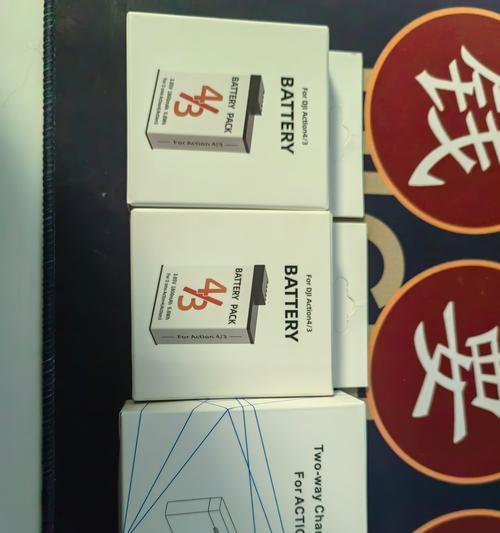 For DJI Action4/3
BATTERY
BATTERY PACK
4/3
For Action 4/3
For DJI Action4/3
BATTERY
BATTERY PACK
4/3
For Action 4/3
Two-way Char
For ACTIO
钱
要